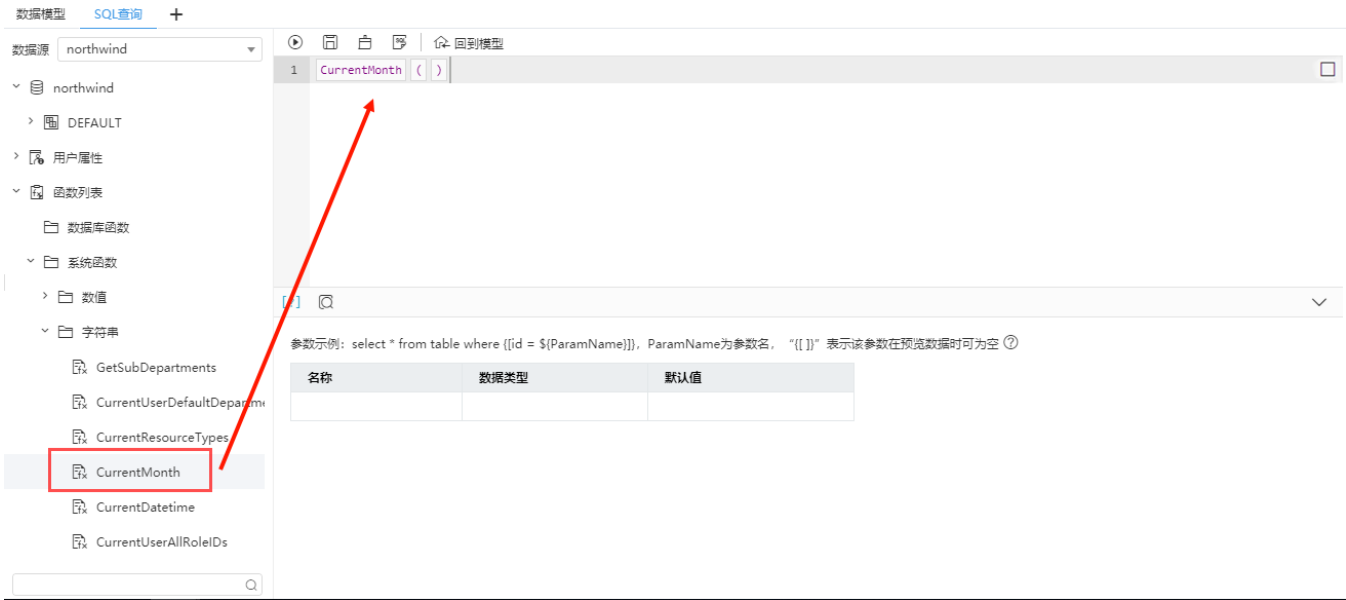 数据模型 SQL查询 +
数据源 northwind
northwind
DEFAULT
用户属性
函数列表
数据库函数
系统函数
数值
字符串
GetSubDepartments
CurrentUserDefaultDepartme
CurrentResourceTypes
CurrentMonth
CurrentDatetime
CurrentUserAllRoleIDs
回到模型
1 CurrentMonth ( )
参数示例：select * from table where {[id = ${ParamName}]}，ParamName为参数名， “{[ ]}” 表示该参数在预览数据时可为空
名称 数据类型 默认值